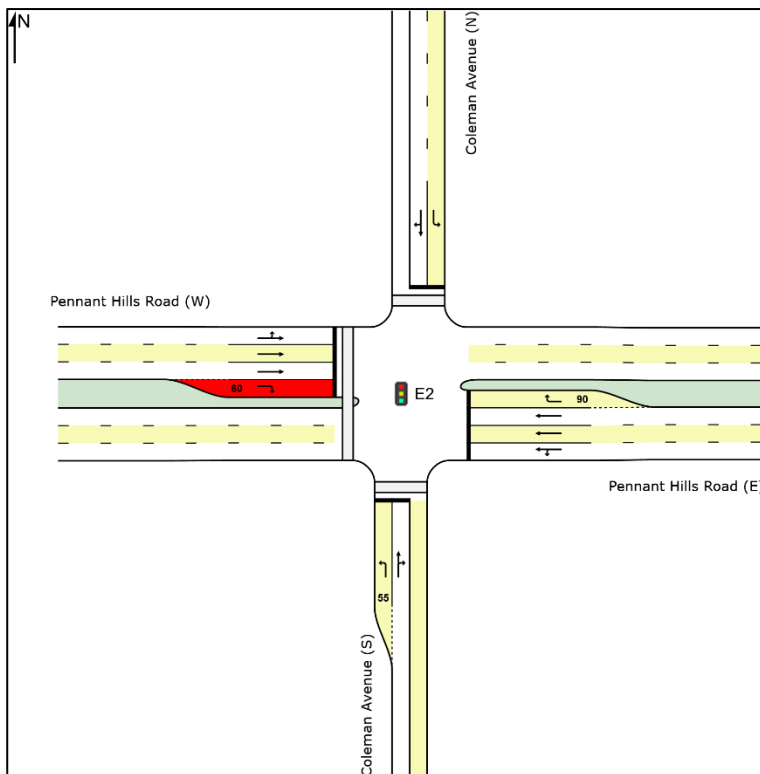 N
Coleman Avenue (N)
Pennant Hills Road (W)
60
E2
90
Pennant Hills Road (E)
55
Coleman Avenue (S)